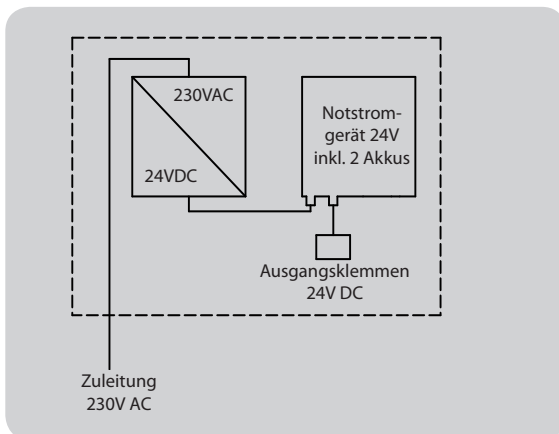 230VAC
24VDC
Notstrom-
gerät 24V
inkl. 2 Akkus
Ausgangsklemmen
24V DC
Zuleitung
230V AC